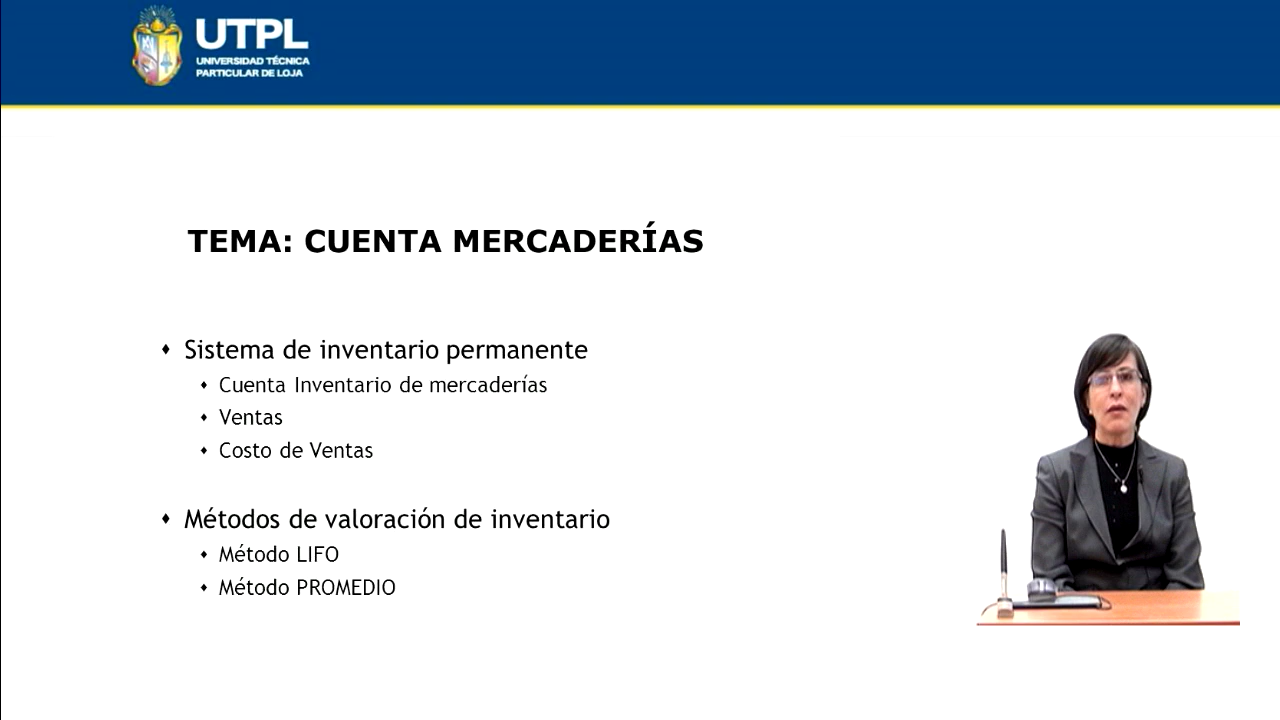 UTPL
UNIVERSIDAD TÉCNICA
PARTICULAR DE LOJA
TEMA: CUENTA MERCADERÍAS
Sistema de inventario permanente
Cuenta Inventario de mercaderías
Ventas
Costo de Ventas
Métodos de valoración de inventario
Método LIFO
Método PROMEDIO